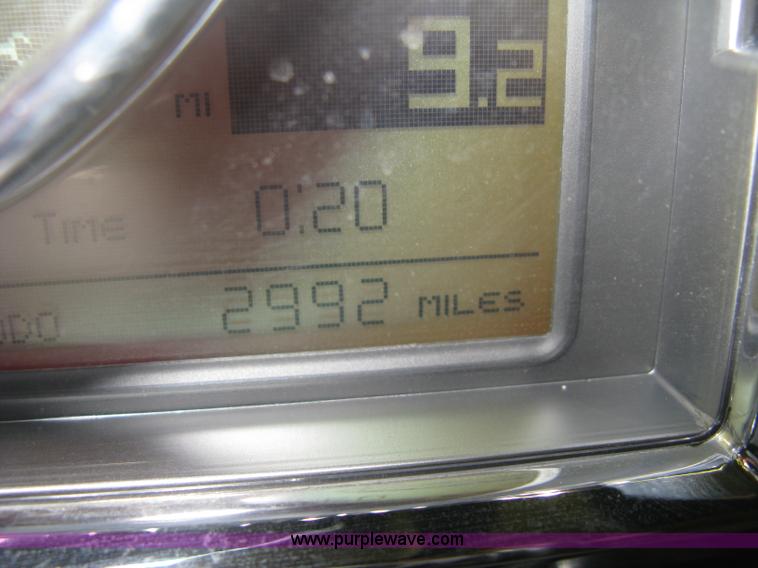 MI 9.2
Time 0:20
ODO 2992 MILES
www.purplewave.com